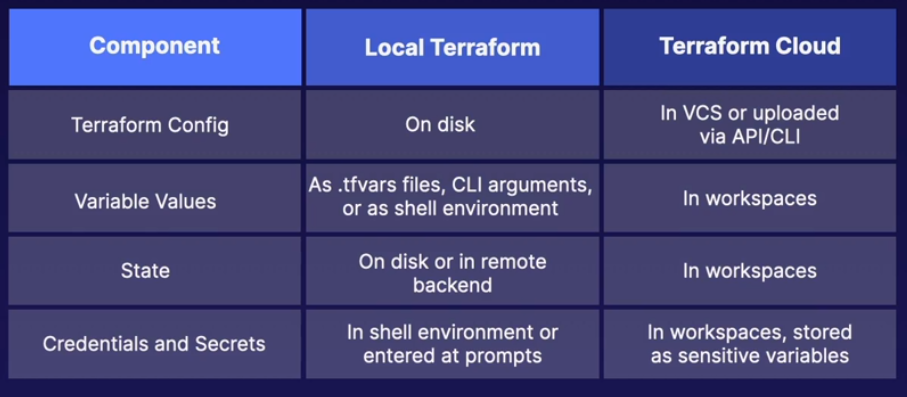 Component
Local Terraform
Terraform Cloud
Terraform Config
On disk
In VCS or uploaded
via API/CLI
Variable Values
As .tfvars files, CLI arguments,
or as shell environment
In workspaces
State
On disk or in remote
backend
In workspaces
Credentials and Secrets
In shell environment or
entered at prompts
In workspaces, stored
as sensitive variables